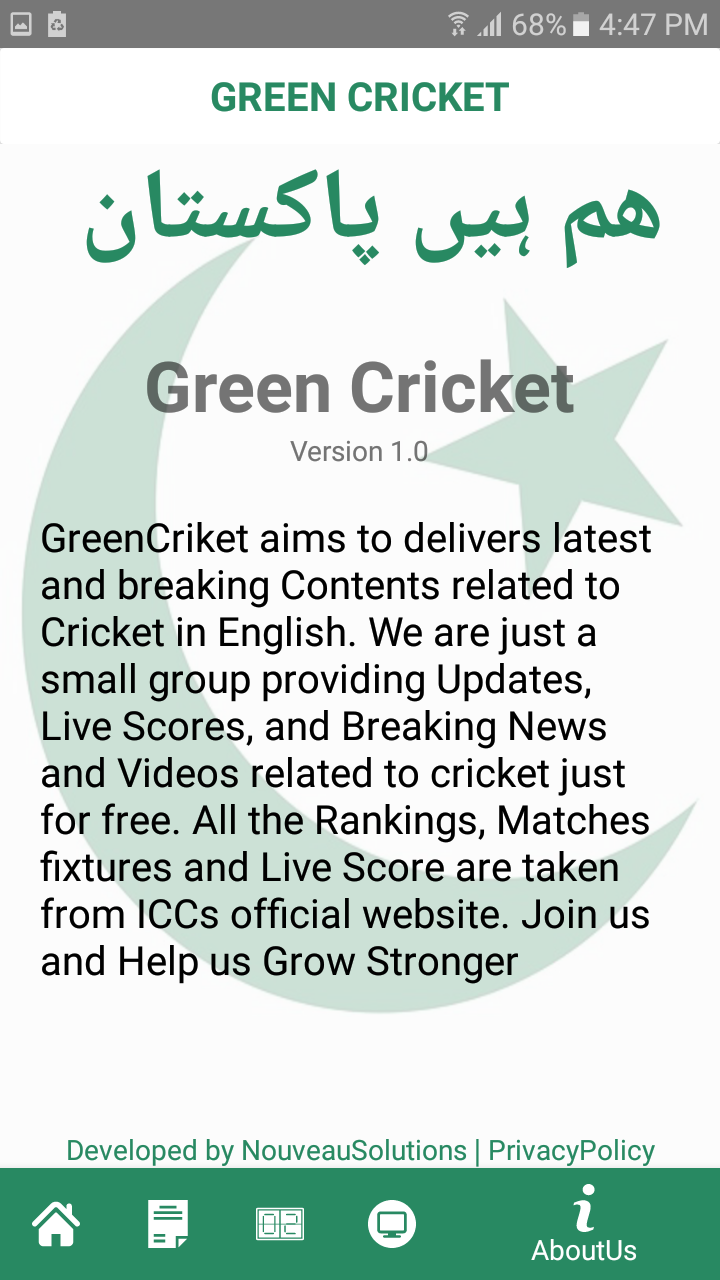 68% 4:47 PM
GREEN CRICKET
هم ہیں پاکستان
Green Cricket
Version 1.0
GreenCriket aims to delivers latest
and breaking Contents related to
Cricket in English. We are just a
small group providing Updates,
Live Scores, and Breaking News
and Videos related to cricket just
for free. All the Rankings, Matches
fixtures and Live Score are taken
from ICCs official website. Join us
and Help us Grow Stronger
Developed by NouveauSolutions | PrivacyPolicy
02
AboutUs